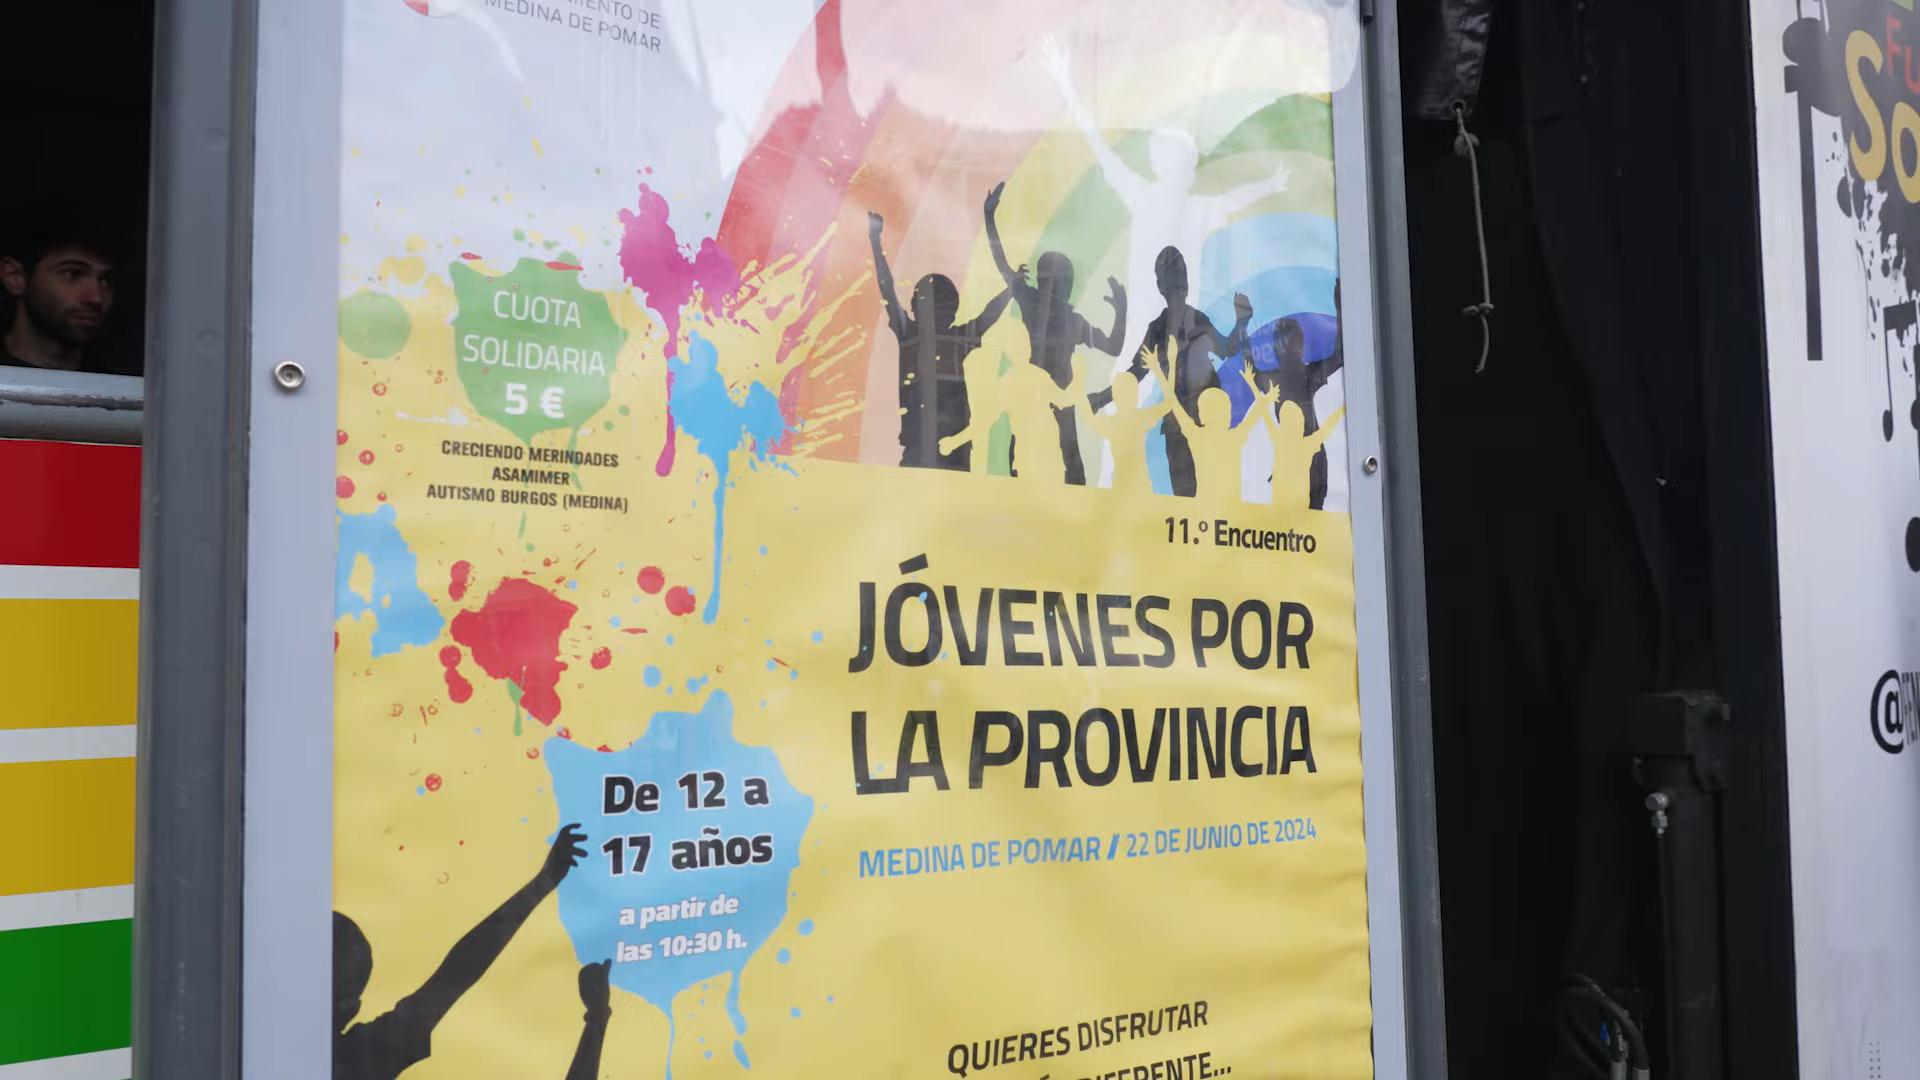 DE
MEDINA DE POMAR
CUOTA
SOLIDARIA
5 €
CRECIENDO MERINDADES
ASAMIMER
AUTISMO BURGOS (MEDINA)
11.º Encuentro
JÓVENES POR
LA PROVINCIA
MEDINA DE POMAR // 22 DE JUNIO DE 2024
De 12 a
17 años
a partir de
las 10:30 h.
QUIERES DISFRUTAR